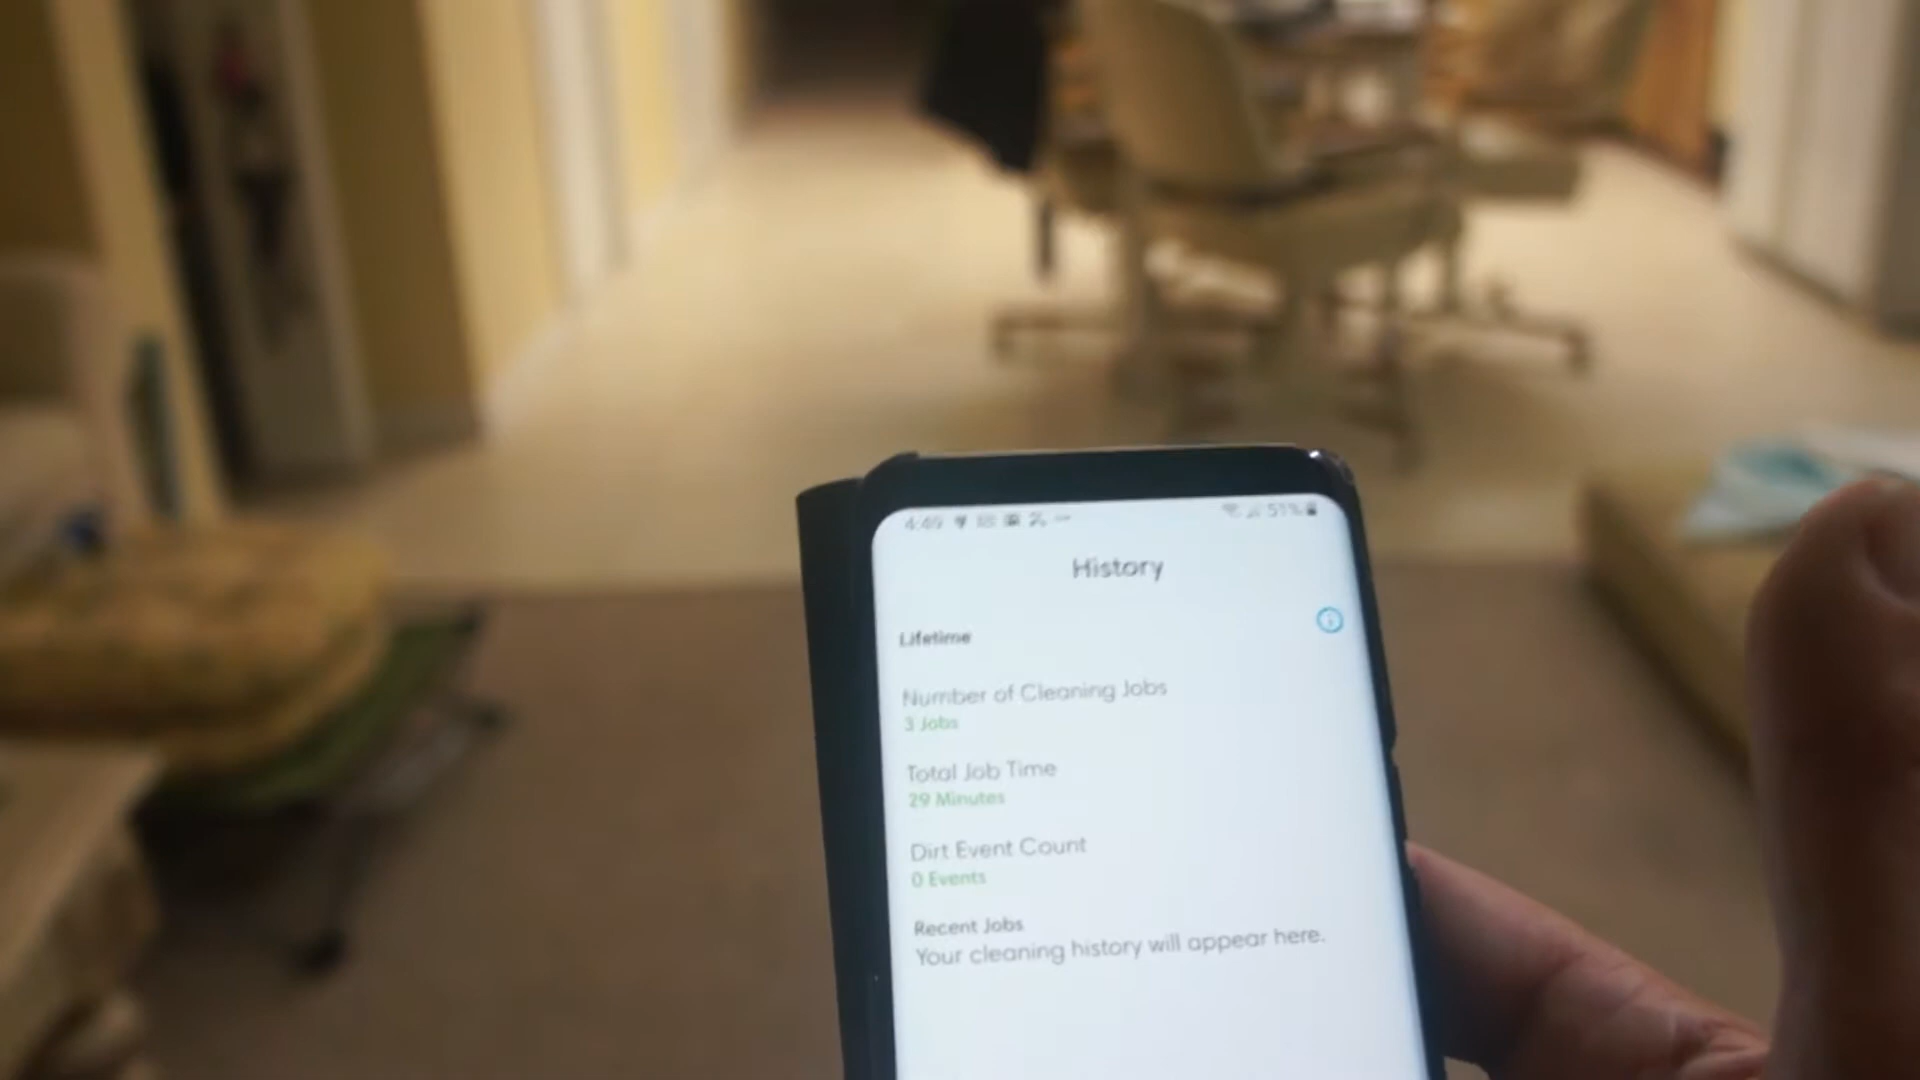 51%
History
Lifetime
Number of Cleaning Jobs
3 Jobs
Total Job Time
29 Minutes
Dirt Event Count
0 Events
Recent Jobs
Your cleaning history will appear here.